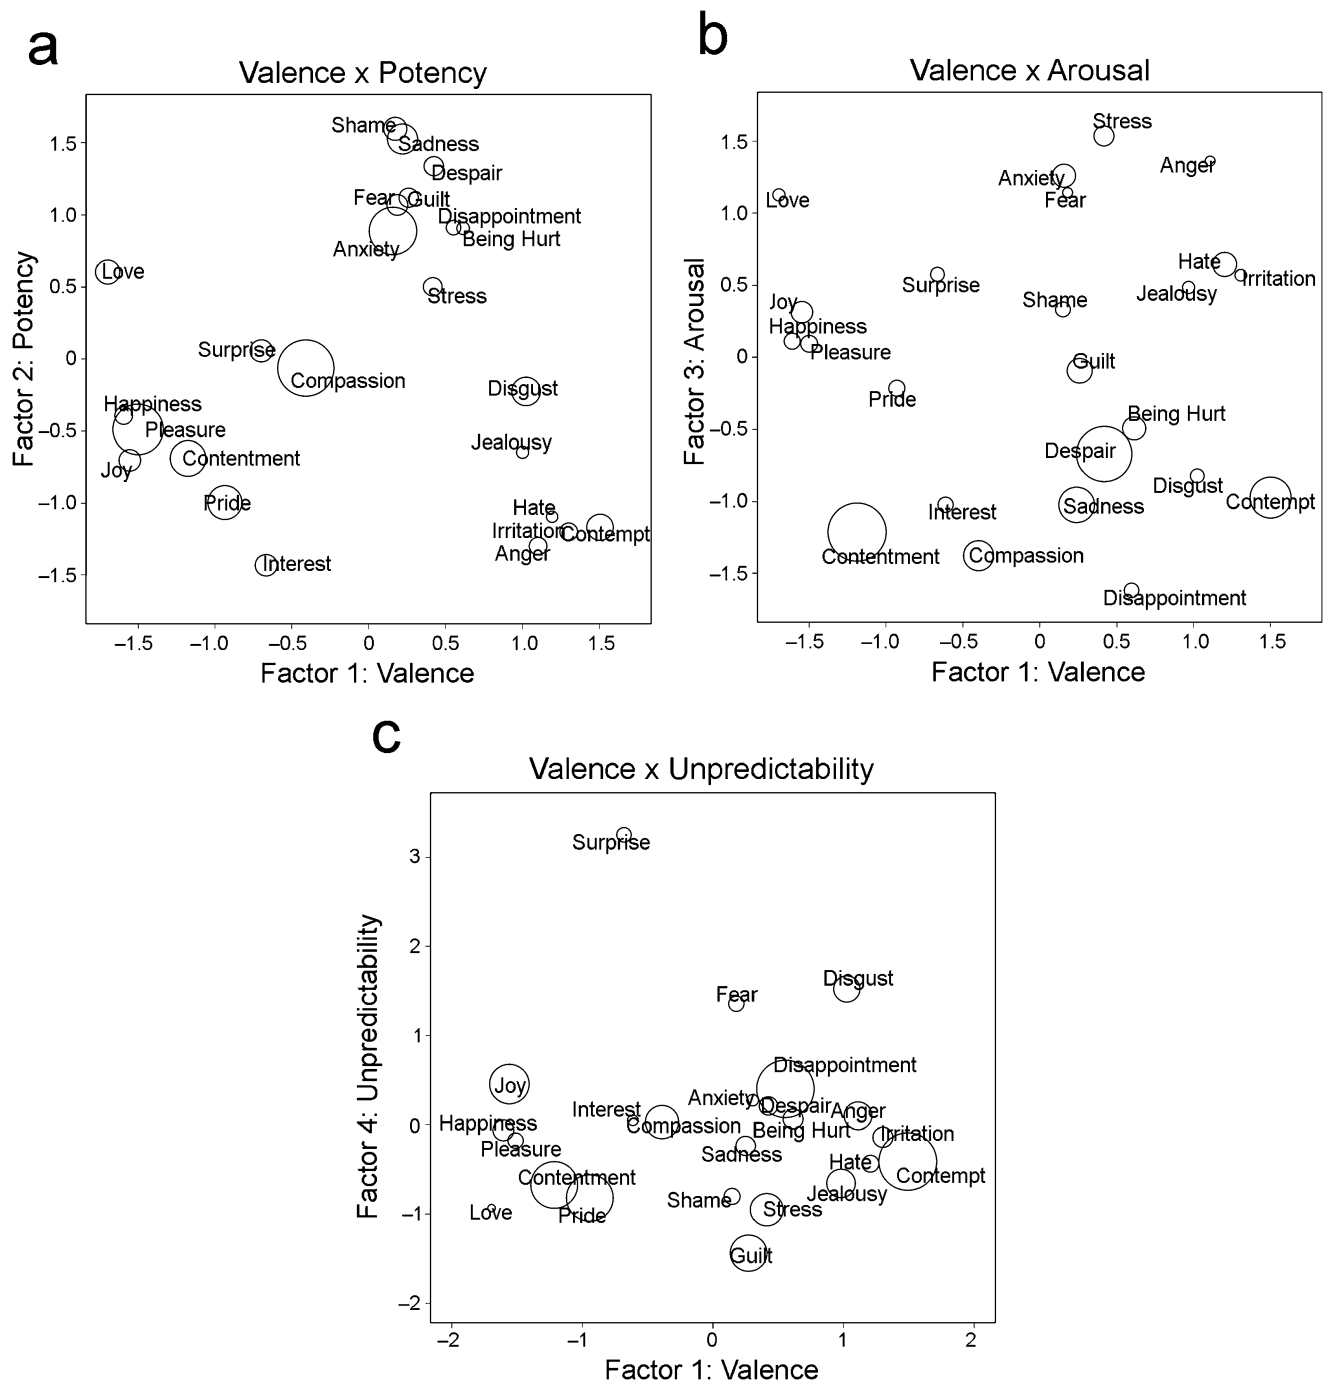 a
Valence x Potency
Factor 2: Potency
1.5
1.0
0.5
0
–0.5
–1.0
–1.5
Shame
Sadness
Despair
Fear
Guilt
Disappointment
Being Hurt
Anxiety
Love
Stress
Surprise
Compassion
Disgust
Happiness
Pleasure
Jealousy
Contentment
Joy
Pride
Hate
Irritation
Contempt
Anger
Interest
–1.5 –1.0 –0.5 0 0.5 1.0 1.5
Factor 1: Valence
b
Valence x Arousal
Factor 3: Arousal
1.5
1.0
0.5
0
–0.5
–1.0
–1.5
Stress
Anger
Anxiety
Fear
Love
Hate
Irritation
Surprise
Jealousy
Shame
Joy
Happiness
Pleasure
Guilt
Pride
Being Hurt
Despair
Disgust
Contempt
Sadness
Interest
Contentment
Compassion
Disappointment
–1.5 –1.0 –0.5 0 0.5 1.0 1.5
Factor 1: Valence
c
Valence x Unpredictability
Factor 4: Unpredictability
3
2
1
0
–1
–2
Surprise
Disgust
Fear
Disappointment
Joy
Anxiety
Despair
Anger
Interest
Happiness
Compassion
Being Hurt
Irritation
Pleasure
Sadness
Hate
Contentment
Contempt
Jealousy
Shame
Love
Pride
Stress
Guilt
–2 –1 0 1 2
Factor 1: Valence